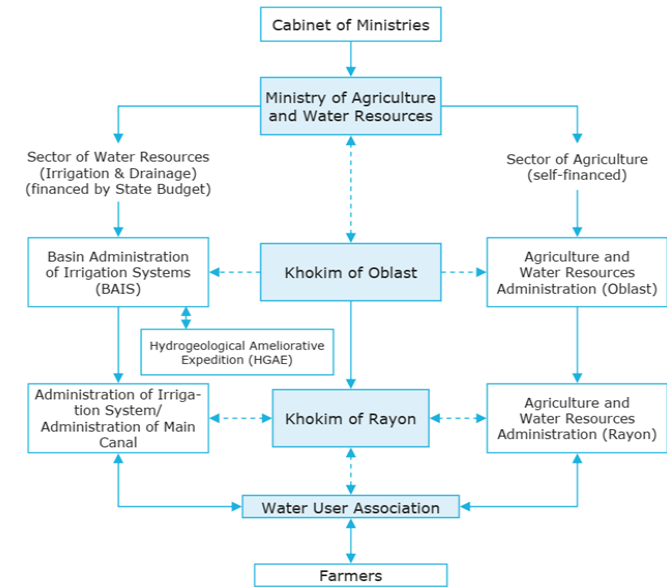 Cabinet of Ministries
Ministry of Agriculture
and Water Resources
Sector of Water Resources
(Irrigation & Drainage)
(financed by State Budget)
Sector of Agriculture
(self-financed)
Basin Administration
of Irrigation Systems
(BAIS)
Khokim of Oblast
Agriculture and
Water Resources
Administration (Oblast)
Hydrogeological Ameliorative
Expedition (HGAE)
Administration of Irriga-
tion System/
Administration of Main
Canal
Khokim of Rayon
Agriculture and
Water Resources
Administration (Rayon)
Water User Association
Farmers